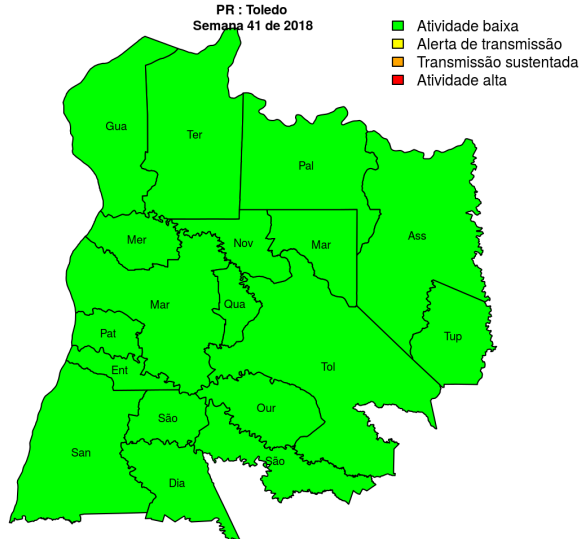 PR : Toledo
Semana 41 de 2018
Atividade baixa
Alerta de transmissão
Transmissão sustentada
Atividade alta
Gua
Ter
Pal
Mer
Nov
Mar
Ass
Mar
Qua
Pat
Tup
Ent
Tol
São
Our
San
São
Dia